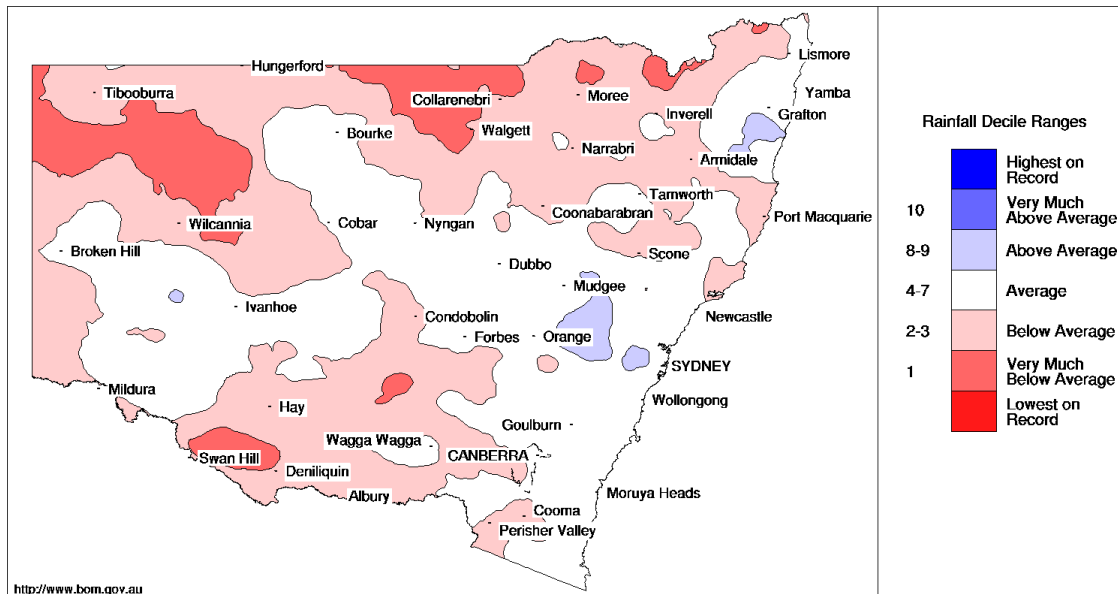 Hungerford
Lismore
Tibooburra
Collarenebri
Moree
Yamba
Inverell
Grafton
Bourke
Walgett
Narrabri
Armidale
Tamworth
Wilcannia
Cobar
Nyngan
Coonabarabran
Port Macquarie
Broken Hill
Scone
Dubbo
Mudgee
Ivanhoe
Condobolin
Newcastle
Forbes
Orange
SYDNEY
Mildura
Hay
Wollongong
Goulburn
Wagga Wagga
Swan Hill
CANBERRA
Deniliquin
Albury
Moruya Heads
Cooma
Perisher Valley
http://www.bom.gov.au
Rainfall Decile Ranges
Highest on
Record
10 Very Much
Above Average
8-9 Above Average
4-7 Average
2-3 Below Average
1 Very Much
Below Average
Lowest on
Record